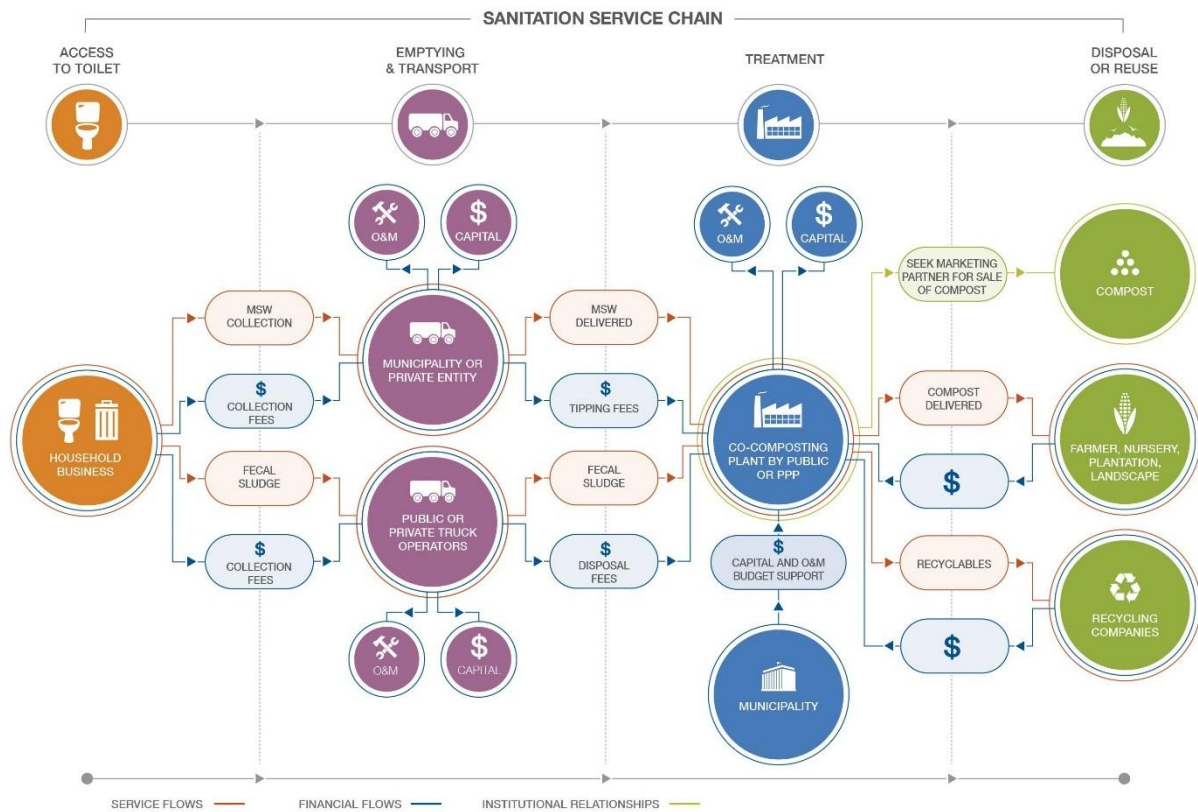 SANITATION SERVICE CHAIN
ACCESS
TO TOILET
EMPTYING
& TRANSPORT
TREATMENT
DISPOSAL
OR REUSE
O&M
$
CAPITAL
O&M
$
CAPITAL
SEEK MARKETING
PARTNER FOR SALE
OF COMPOST
COMPOST
MSW
COLLECTION
MUNICIPALITY OR
PRIVATE ENTITY
MSW
DELIVERED
$
COLLECTION
FEES
$
TIPPING FEES
COMPOST
DELIVERED
HOUSEHOLD
BUSINESS
CO-COMPOSTING
PLANT BY PUBLIC
OR PPP
FARMER, NURSERY,
PLANTATION,
LANDSCAPE
FECAL
SLUDGE
PUBLIC OR
PRIVATE TRUCK
OPERATORS
FECAL
SLUDGE
$
$
COLLECTION
FEES
$
DISPOSAL
FEES
$
CAPITAL AND O&M
BUDGET SUPPORT
RECYCLABLES
RECYCLING
COMPANIES
$
O&M
$
CAPITAL
MUNICIPALITY
SERVICE FLOWS
FINANCIAL FLOWS
INSTITUTIONAL RELATIONSHIPS